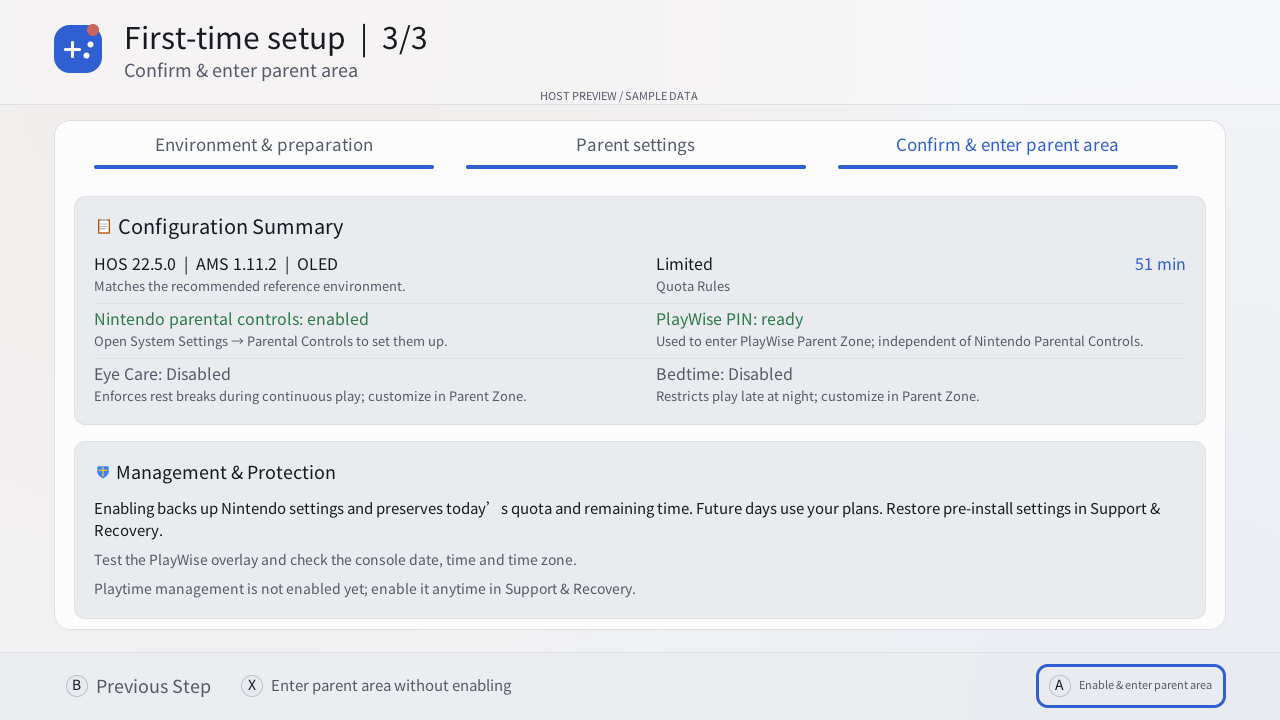 First-time setup | 3/3
Confirm & enter parent area
HOST PREVIEW / SAMPLE DATA
Environment & preparation
Parent settings
Confirm & enter parent area
Configuration Summary
HOS 22.5.0 | AMS 1.11.2 | OLED
Matches the recommended reference environment.
Limited
51 min
Quota Rules
Nintendo parental controls: enabled
Open System Settings → Parental Controls to set them up.
PlayWise PIN: ready
Used to enter PlayWise Parent Zone; independent of Nintendo Parental Controls.
Eye Care: Disabled
Enforces rest breaks during continuous play; customize in Parent Zone.
Bedtime: Disabled
Restricts play late at night; customize in Parent Zone.
Management & Protection
Enabling backs up Nintendo settings and preserves today’s quota and remaining time. Future days use your plans. Restore pre-install settings in Support &
Recovery.
Test the PlayWise overlay and check the console date, time and time zone.
Playtime management is not enabled yet; enable it anytime in Support & Recovery.
B Previous Step
X Enter parent area without enabling
A Enable & enter parent area